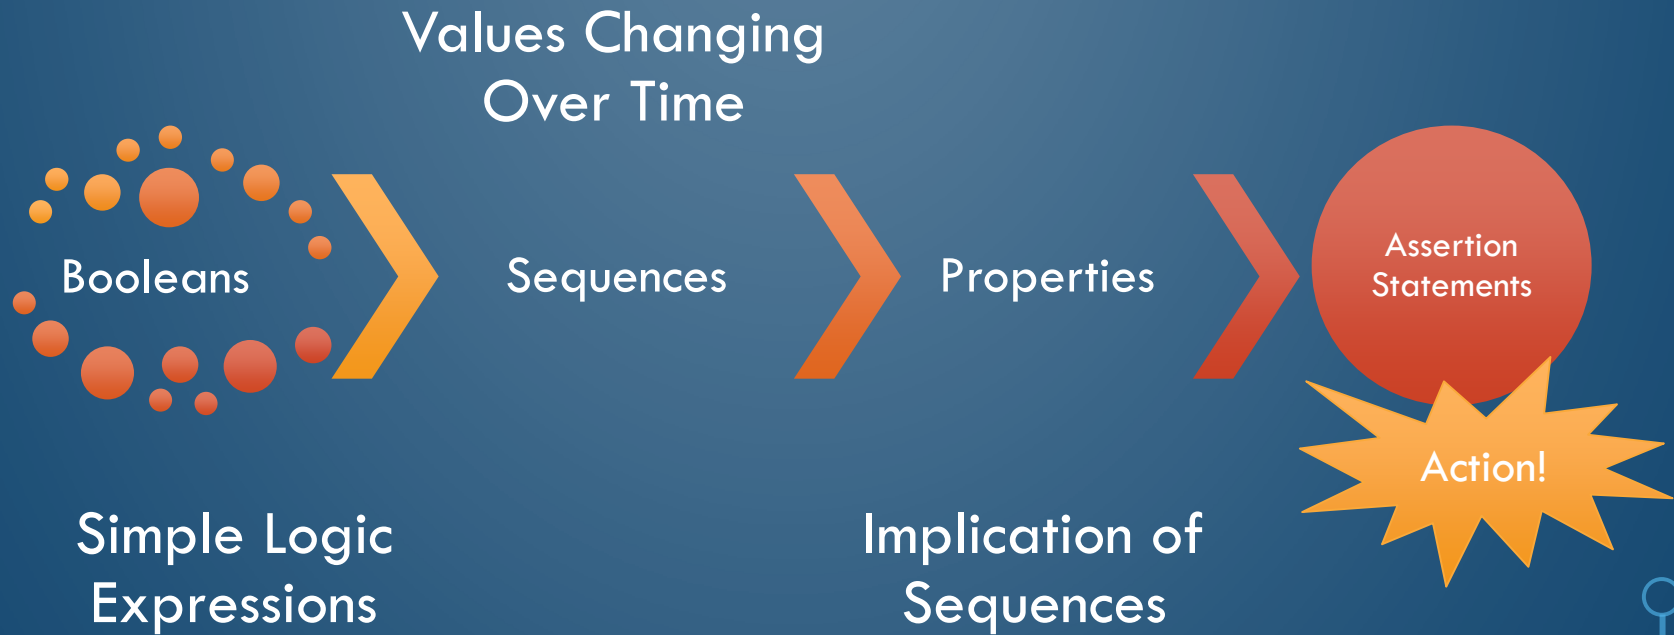 Values Changing
Over Time
Booleans
Sequences
Properties
Assertion
Statements
Action!
Simple Logic
Expressions
Implication of
Sequences